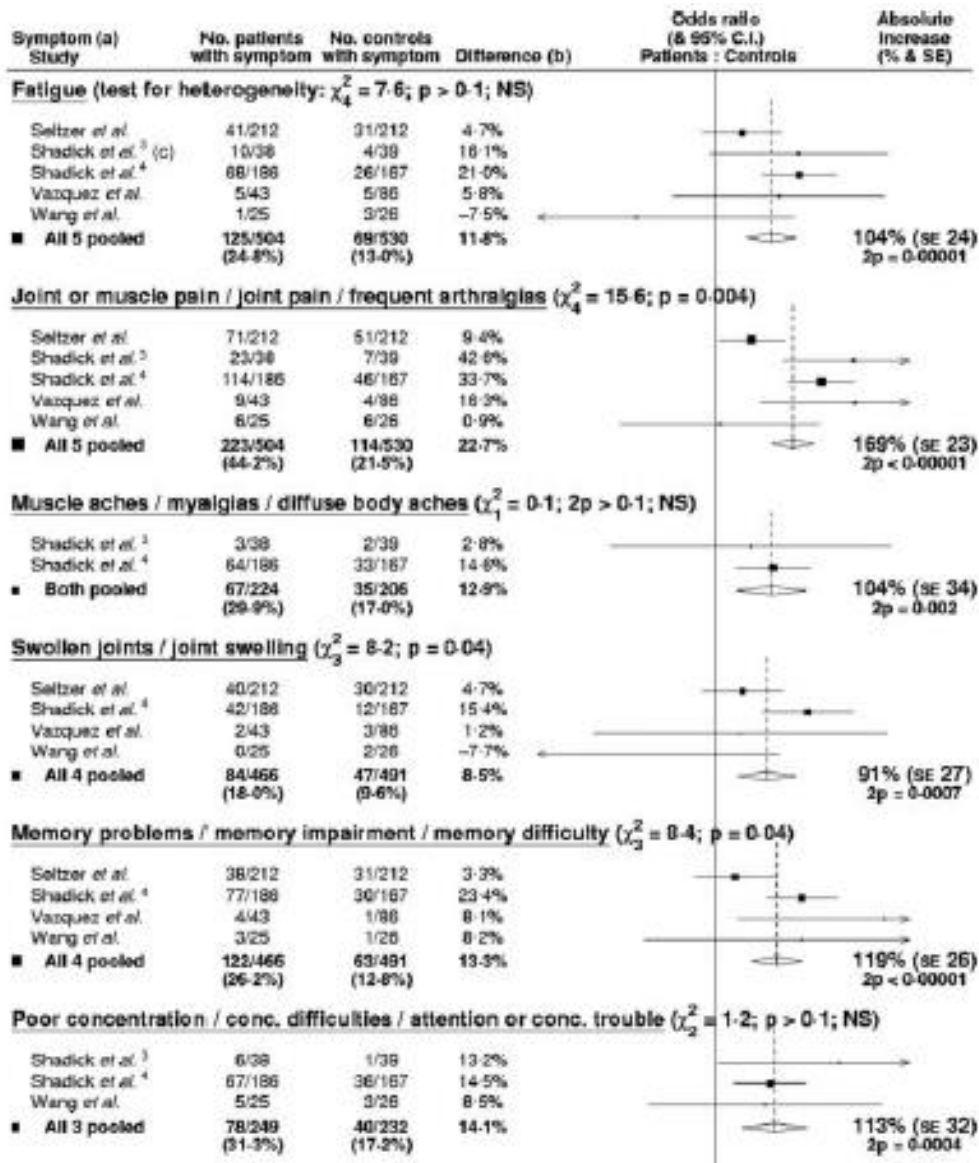 Symptom (a) Study No. patients with symptom No. controls with symptom Difference (b) Odds ratio (& 95% C.I.) Patients : Controls Absolute Increase (% & SE)
Fatigue (test for heterogeneity: χ²₄ = 7·6; p > 0·1; NS)
Seltzer et al. 41/212 31/212 4·7%
Shadick et al.³ (c) 10/38 4/39 16·1%
Shadick et al.⁴ 68/186 26/167 21·0%
Vazquez et al. 5/43 5/86 5·8%
Wang et al. 1/25 3/26 –7·5%
All 5 pooled 125/504 69/530 11·8% 104% (SE 24)
(24·8%) (13·0%) 2p = 0·00001
Joint or muscle pain / joint pain / frequent arthralgias (χ²₄ = 15·6; p = 0·004)
Seltzer et al. 71/212 51/212 9·4%
Shadick et al.³ 23/38 7/39 42·6%
Shadick et al.⁴ 114/186 46/167 33·7%
Vazquez et al. 9/43 4/86 16·3%
Wang et al. 6/25 6/26 0·9%
All 5 pooled 223/504 114/530 22·7% 169% (SE 23)
(44·2%) (21·5%) 2p < 0·00001
Muscle aches / myalgias / diffuse body aches (χ²₁ = 0·1; 2p > 0·1; NS)
Shadick et al.³ 3/38 2/39 2·8%
Shadick et al.⁴ 64/186 33/167 14·6%
Both pooled 67/224 35/206 12·9% 104% (SE 34)
(29·9%) (17·0%) 2p = 0·002
Swollen joints / joint swelling (χ²₃ = 8·2; p = 0·04)
Seltzer et al. 40/212 30/212 4·7%
Shadick et al.⁴ 42/186 12/167 15·4%
Vazquez et al. 2/43 3/86 1·2%
Wang et al. 0/25 2/26 –7·7%
All 4 pooled 84/466 47/491 8·5% 91% (SE 27)
(18·0%) (9·6%) 2p = 0·0007
Memory problems / memory impairment / memory difficulty (χ²₃ = 8·4; p = 0·04)
Seltzer et al. 38/212 31/212 3·3%
Shadick et al.⁴ 77/186 30/167 23·4%
Vazquez et al. 4/43 1/86 8·1%
Wang et al. 3/25 1/26 8·2%
All 4 pooled 122/466 63/491 13·3% 119% (SE 26)
(26·2%) (12·8%) 2p < 0·00001
Poor concentration / conc. difficulties / attention or conc. trouble (χ²₂ = 1·2; p > 0·1; NS)
Shadick et al.³ 6/38 1/39 13·2%
Shadick et al.⁴ 67/186 36/167 14·5%
Wang et al. 5/25 3/26 8·5%
All 3 pooled 78/249 40/232 14·1% 113% (SE 32)
(31·3%) (17·2%) 2p = 0·0004